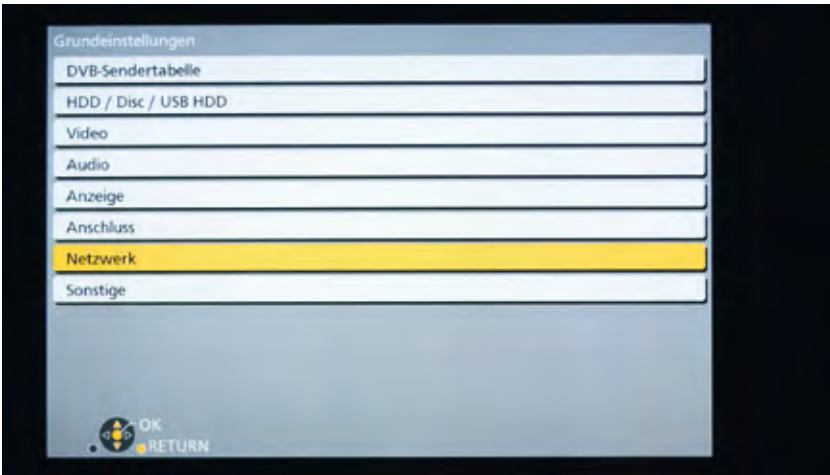 Grundeinstellungen
DVB-Sendertabelle
HDD / Disc / USB HDD
Video
Audio
Anzeige
Anschluss
Netzwerk
Sonstige
OK
RETURN